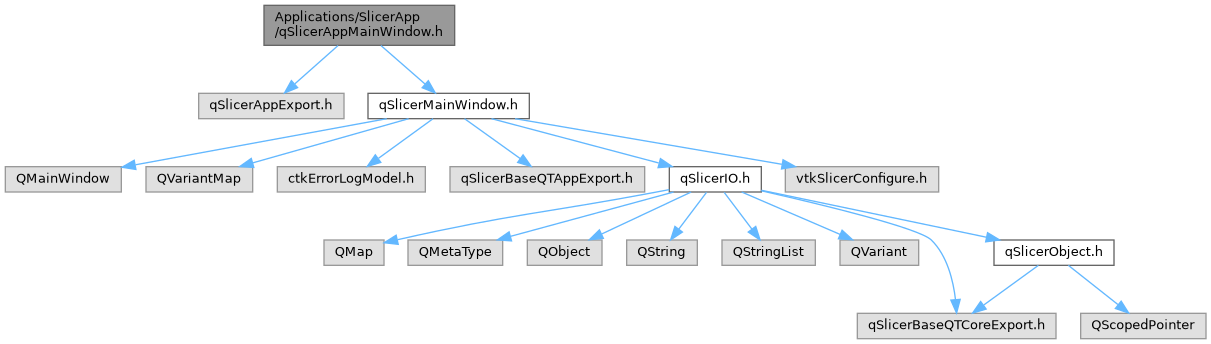 Applications/SlicerApp
/qSlicerAppMainWindow.h
qSlicerAppExport.h
qSlicerMainWindow.h
QMainWindow
QVariantMap
ctkErrorLogModel.h
qSlicerBaseQTAppExport.h
qSlicerIO.h
vtkSlicerConfigure.h
QMap
QMetaType
QObject
QString
QStringList
QVariant
qSlicerObject.h
qSlicerBaseQTCoreExport.h
QScopedPointer